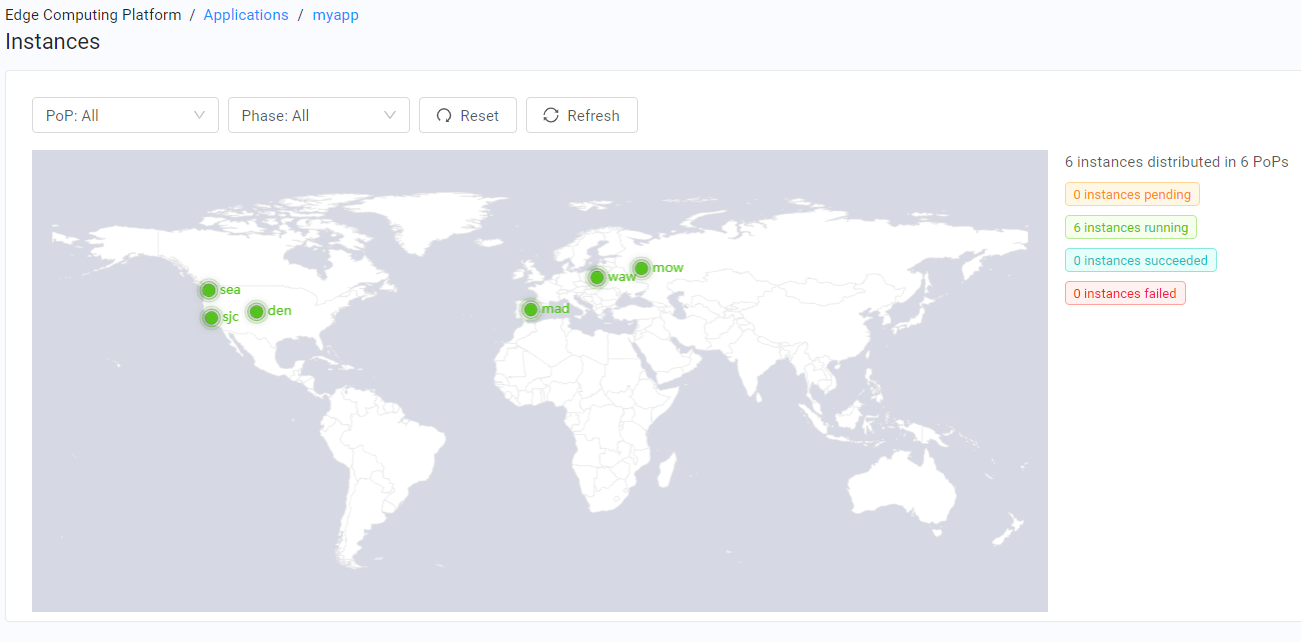 Edge Computing Platform / Applications / myapp
Instances
PoP: All
Phase: All
Reset
Refresh
6 instances distributed in 6 PoPs
0 instances pending
6 instances running
0 instances succeeded
0 instances failed
mow
waw
sea
mad
den
sjc